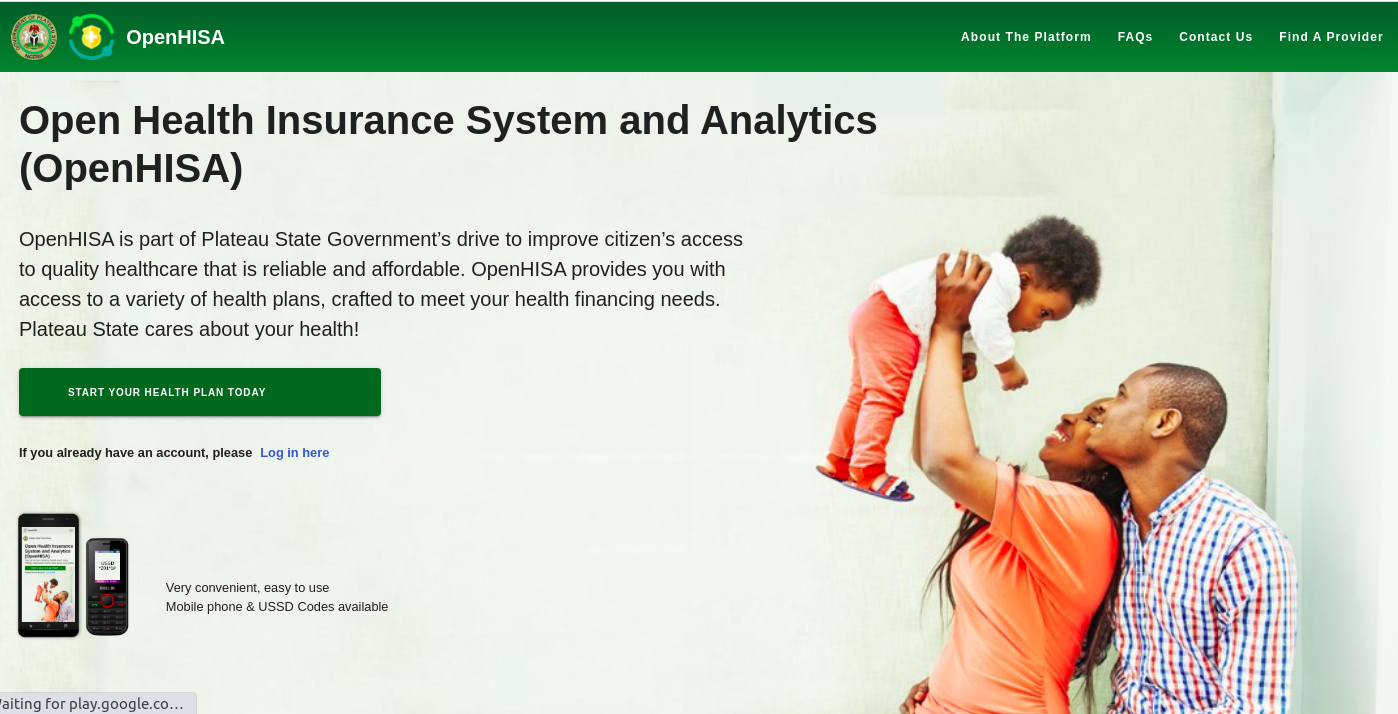 OpenHISA
About The Platform FAQs Contact Us Find A Provider
Open Health Insurance System and Analytics
(OpenHISA)
OpenHISA is part of Plateau State Government’s drive to improve citizen’s access
to quality healthcare that is reliable and affordable. OpenHISA provides you with
access to a variety of health plans, crafted to meet your health financing needs.
Plateau State cares about your health!
START YOUR HEALTH PLAN TODAY
If you already have an account, please Log in here
Open Health Insurance
System and Analytics
(OpenHISA)
USSD
Very convenient, easy to use
Mobile phone & USSD Codes available
aiting for play.google.co...